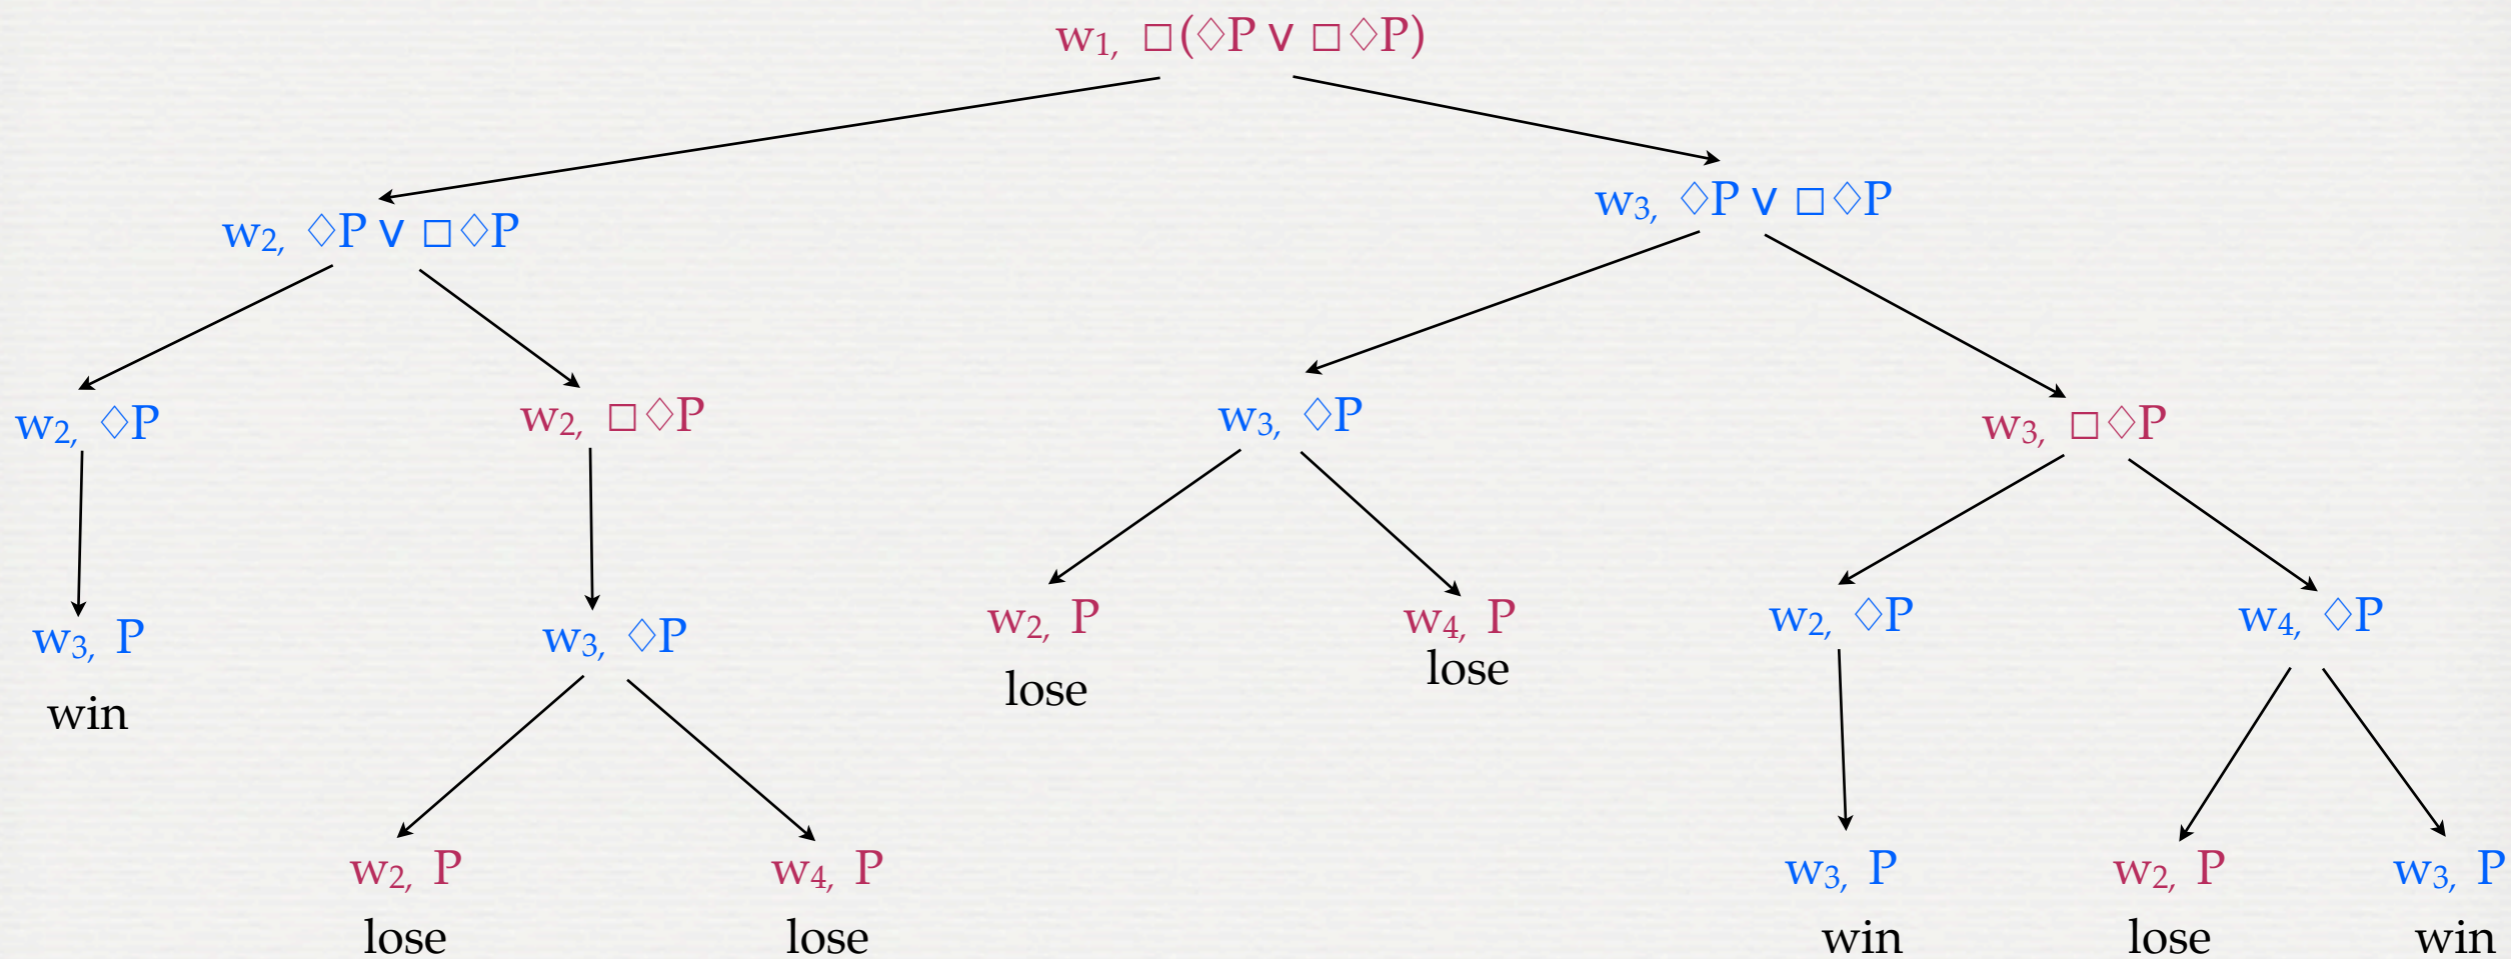 w₁, □(◇P ∨ □◇P)
w₃, ◇P ∨ □◇P
w₂, ◇P ∨ □◇P
w₂, ◇P
w₂, □◇P
w₃, ◇P
w₃, □◇P
w₃, P
win
w₃, ◇P
w₂, P
lose
w₄, P
lose
w₂, ◇P
w₄, ◇P
w₂, P
lose
w₄, P
lose
w₃, P
win
w₂, P
lose
w₃, P
win